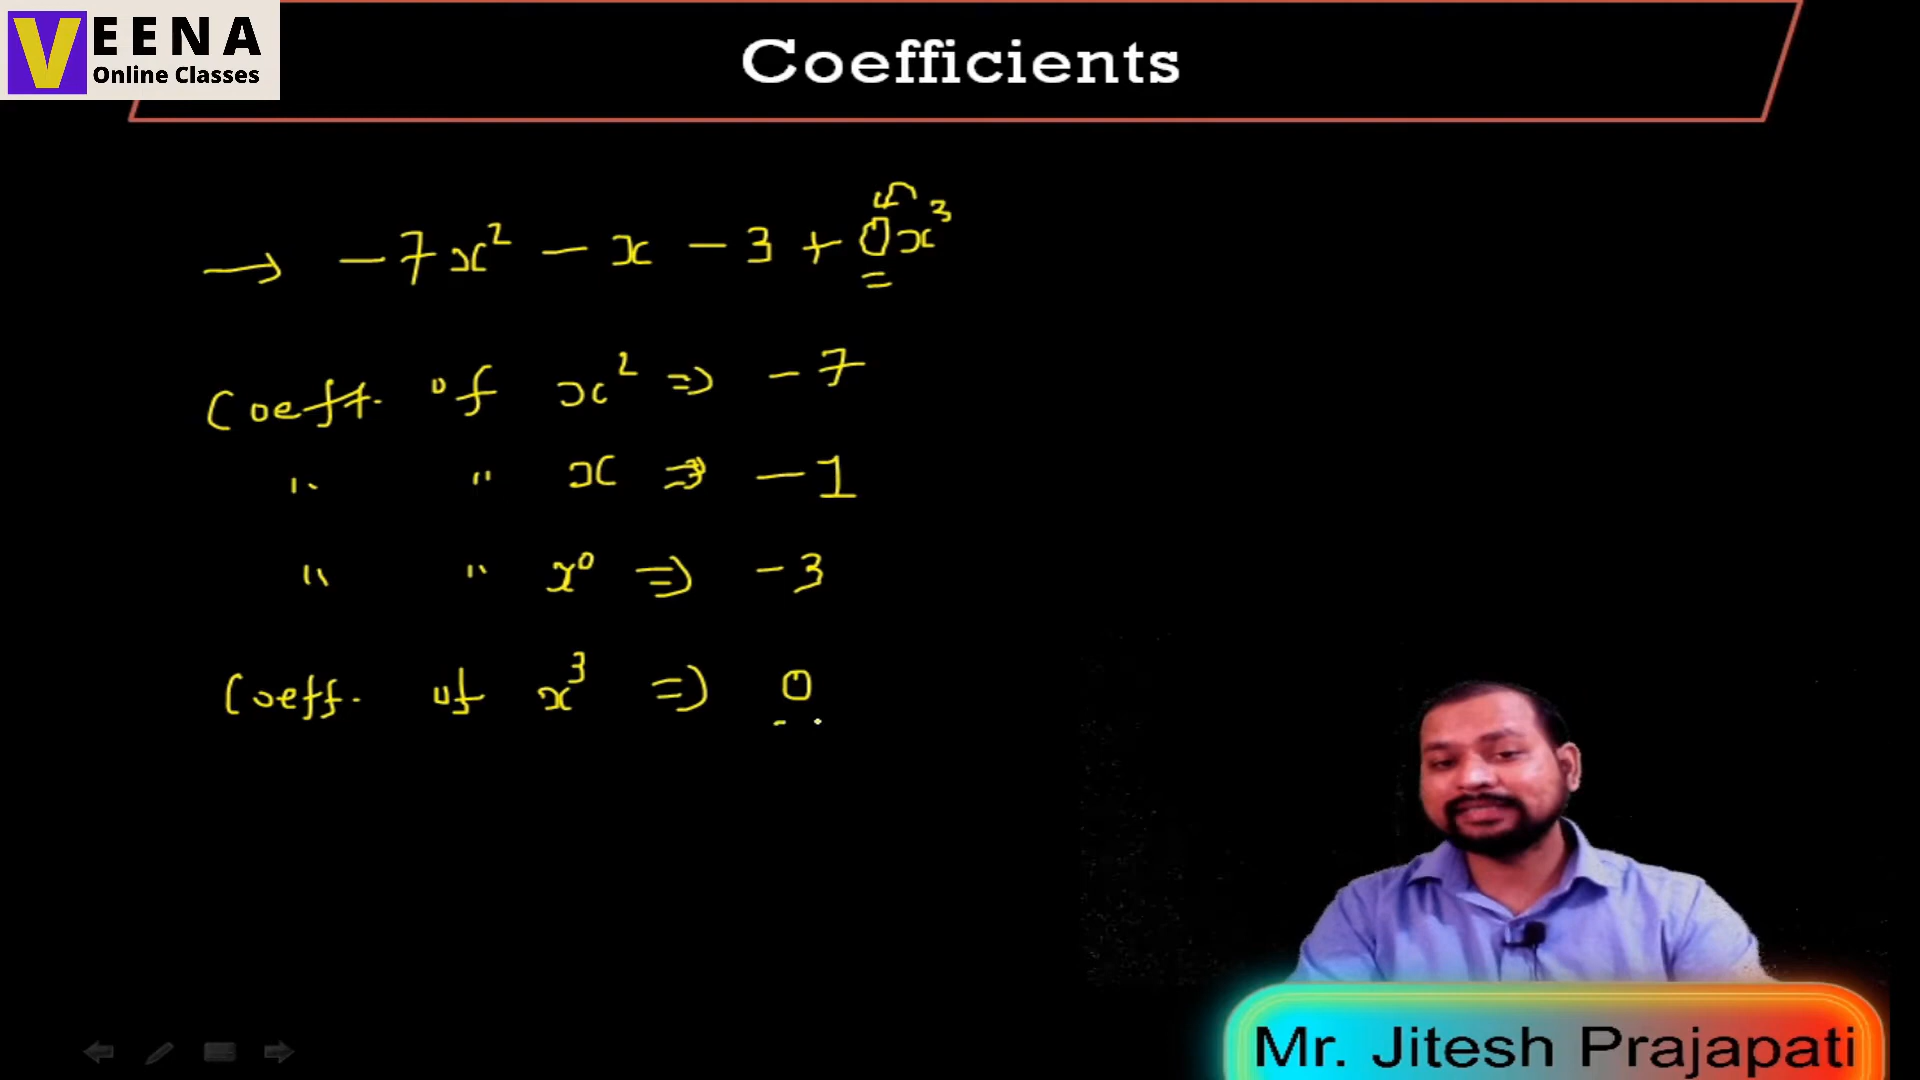 VEENA
Online Classes
Coefficients
→ -7x² - x - 3 + 0x³
Coeff. of x² ⇒ -7
" " x ⇒ -1
" " x⁰ ⇒ -3
Coeff. of x³ ⇒ 0
Mr. Jitesh Prajapati